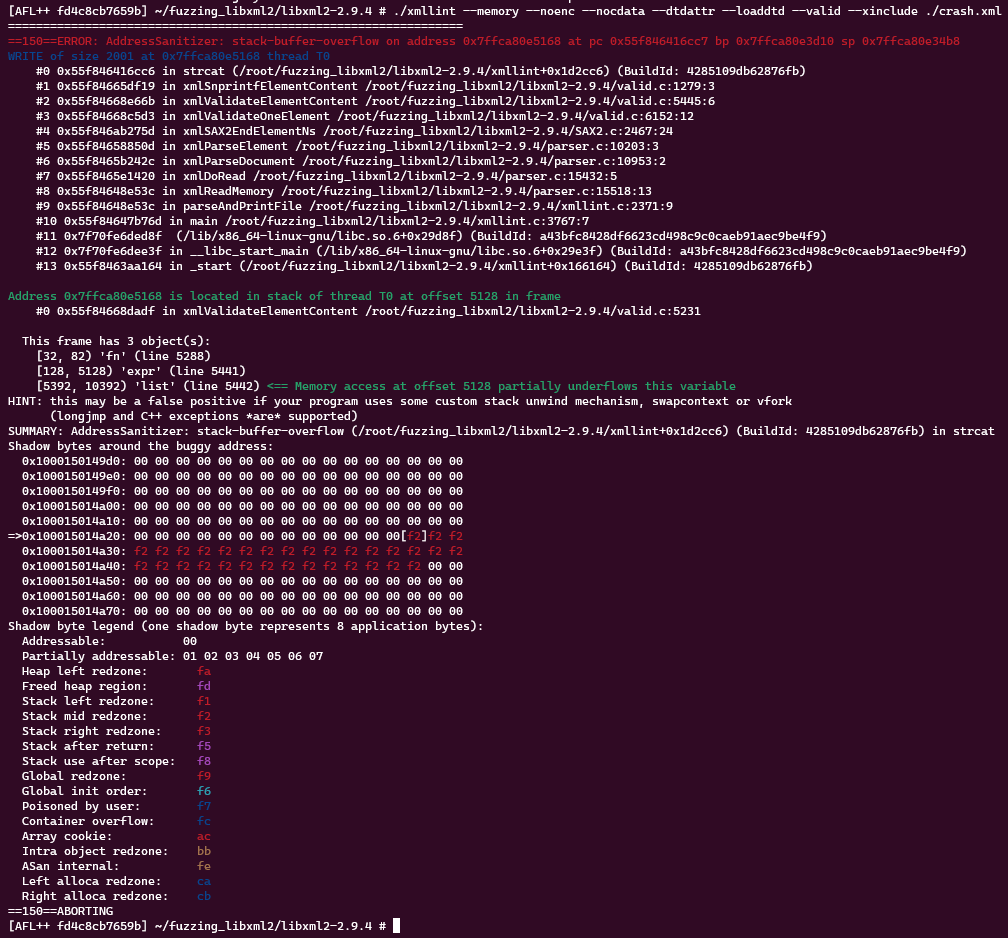 [AFL++ fd4c8cb7659b] ~/fuzzing_libxml2/libxml2-2.9.4 # ./xmllint --memory --noenc --nocdata --dtdattr --loaddtd --valid --xinclude ./crash.xml
=================================================================
==150==ERROR: AddressSanitizer: stack-buffer-overflow on address 0x7ffca80e5168 at pc 0x55f846416cc7 bp 0x7ffca80e3d10 sp 0x7ffca80e34b8
WRITE of size 2001 at 0x7ffca80e5168 thread T0
    #0 0x55f846416cc6 in strcat (/root/fuzzing_libxml2/libxml2-2.9.4/xmllint+0x1d2cc6) (BuildId: 4285109db62876fb)
    #1 0x55f84665df19 in xmlSnprintfElementContent /root/fuzzing_libxml2/libxml2-2.9.4/valid.c:1279:3
    #2 0x55f84668e66b in xmlValidateElementContent /root/fuzzing_libxml2/libxml2-2.9.4/valid.c:5445:6
    #3 0x55f84668c5d3 in xmlValidateOneElement /root/fuzzing_libxml2/libxml2-2.9.4/valid.c:6152:12
    #4 0x55f846ab275d in xmlSAX2EndElementNs /root/fuzzing_libxml2/libxml2-2.9.4/SAX2.c:2467:24
    #5 0x55f84658850d in xmlParseElement /root/fuzzing_libxml2/libxml2-2.9.4/parser.c:10203:3
    #6 0x55f8465b242c in xmlParseDocument /root/fuzzing_libxml2/libxml2-2.9.4/parser.c:10953:2
    #7 0x55f8465e1420 in xmlDoRead /root/fuzzing_libxml2/libxml2-2.9.4/parser.c:15432:5
    #8 0x55f84648e53c in xmlReadMemory /root/fuzzing_libxml2/libxml2-2.9.4/parser.c:15518:13
    #9 0x55f84648e53c in parseAndPrintFile /root/fuzzing_libxml2/libxml2-2.9.4/xmllint.c:2371:9
    #10 0x55f84647b76d in main /root/fuzzing_libxml2/libxml2-2.9.4/xmllint.c:3767:7
    #11 0x7f70fe6ded8f  (/lib/x86_64-linux-gnu/libc.so.6+0x29d8f) (BuildId: a43bfc8428df6623cd498c9c0caeb91aec9be4f9)
    #12 0x7f70fe6dee3f in __libc_start_main (/lib/x86_64-linux-gnu/libc.so.6+0x29e3f) (BuildId: a43bfc8428df6623cd498c9c0caeb91aec9be4f9)
    #13 0x55f8463aa164 in _start (/root/fuzzing_libxml2/libxml2-2.9.4/xmllint+0x166164) (BuildId: 4285109db62876fb)

Address 0x7ffca80e5168 is located in stack of thread T0 at offset 5128 in frame
    #0 0x55f84668dadf in xmlValidateElementContent /root/fuzzing_libxml2/libxml2-2.9.4/valid.c:5231

  This frame has 3 object(s):
    [32, 82) 'fn' (line 5288)
    [128, 5128) 'expr' (line 5441)
    [5392, 10392) 'list' (line 5442) <== Memory access at offset 5128 partially underflows this variable
HINT: this may be a false positive if your program uses some custom stack unwind mechanism, swapcontext or vfork
      (longjmp and C++ exceptions *are* supported)
SUMMARY: AddressSanitizer: stack-buffer-overflow (/root/fuzzing_libxml2/libxml2-2.9.4/xmllint+0x1d2cc6) (BuildId: 4285109db62876fb) in strcat
Shadow bytes around the buggy address:
  0x1000150149d0: 00 00 00 00 00 00 00 00 00 00 00 00 00 00 00 00
  0x1000150149e0: 00 00 00 00 00 00 00 00 00 00 00 00 00 00 00 00
  0x1000150149f0: 00 00 00 00 00 00 00 00 00 00 00 00 00 00 00 00
  0x100015014a00: 00 00 00 00 00 00 00 00 00 00 00 00 00 00 00 00
  0x100015014a10: 00 00 00 00 00 00 00 00 00 00 00 00 00 00 00 00
=>0x100015014a20: 00 00 00 00 00 00 00 00 00 00 00 00 00[f2]f2 f2
  0x100015014a30: f2 f2 f2 f2 f2 f2 f2 f2 f2 f2 f2 f2 f2 f2 f2 f2
  0x100015014a40: f2 f2 f2 f2 f2 f2 f2 f2 f2 f2 f2 f2 f2 f2 00 00
  0x100015014a50: 00 00 00 00 00 00 00 00 00 00 00 00 00 00 00 00
  0x100015014a60: 00 00 00 00 00 00 00 00 00 00 00 00 00 00 00 00
  0x100015014a70: 00 00 00 00 00 00 00 00 00 00 00 00 00 00 00 00
Shadow byte legend (one shadow byte represents 8 application bytes):
  Addressable:           00
  Partially addressable: 01 02 03 04 05 06 07
  Heap left redzone:       fa
  Freed heap region:       fd
  Stack left redzone:      f1
  Stack mid redzone:       f2
  Stack right redzone:     f3
  Stack after return:      f5
  Stack use after scope:   f8
  Global redzone:          f9
  Global init order:       f6
  Poisoned by user:        f7
  Container overflow:      fc
  Array cookie:            ac
  Intra object redzone:    bb
  ASan internal:           fe
  Left alloca redzone:     ca
  Right alloca redzone:    cb
==150==ABORTING
[AFL++ fd4c8cb7659b] ~/fuzzing_libxml2/libxml2-2.9.4 #